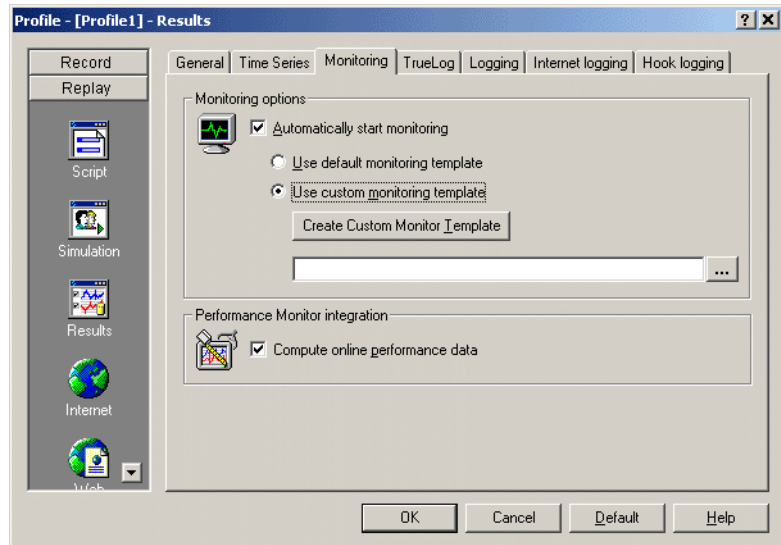 Profile - [Profile1] - Results
Record
Replay
Script
Simulation
Results
Internet
Web
General
Time Series
Monitoring
TrueLog
Logging
Internet logging
Hook logging
Monitoring options
Automatically start monitoring
Use default monitoring template
Use custom monitoring template
Create Custom Monitor Template
...
Performance Monitor integration
Compute online performance data
OK
Cancel
Default
Help